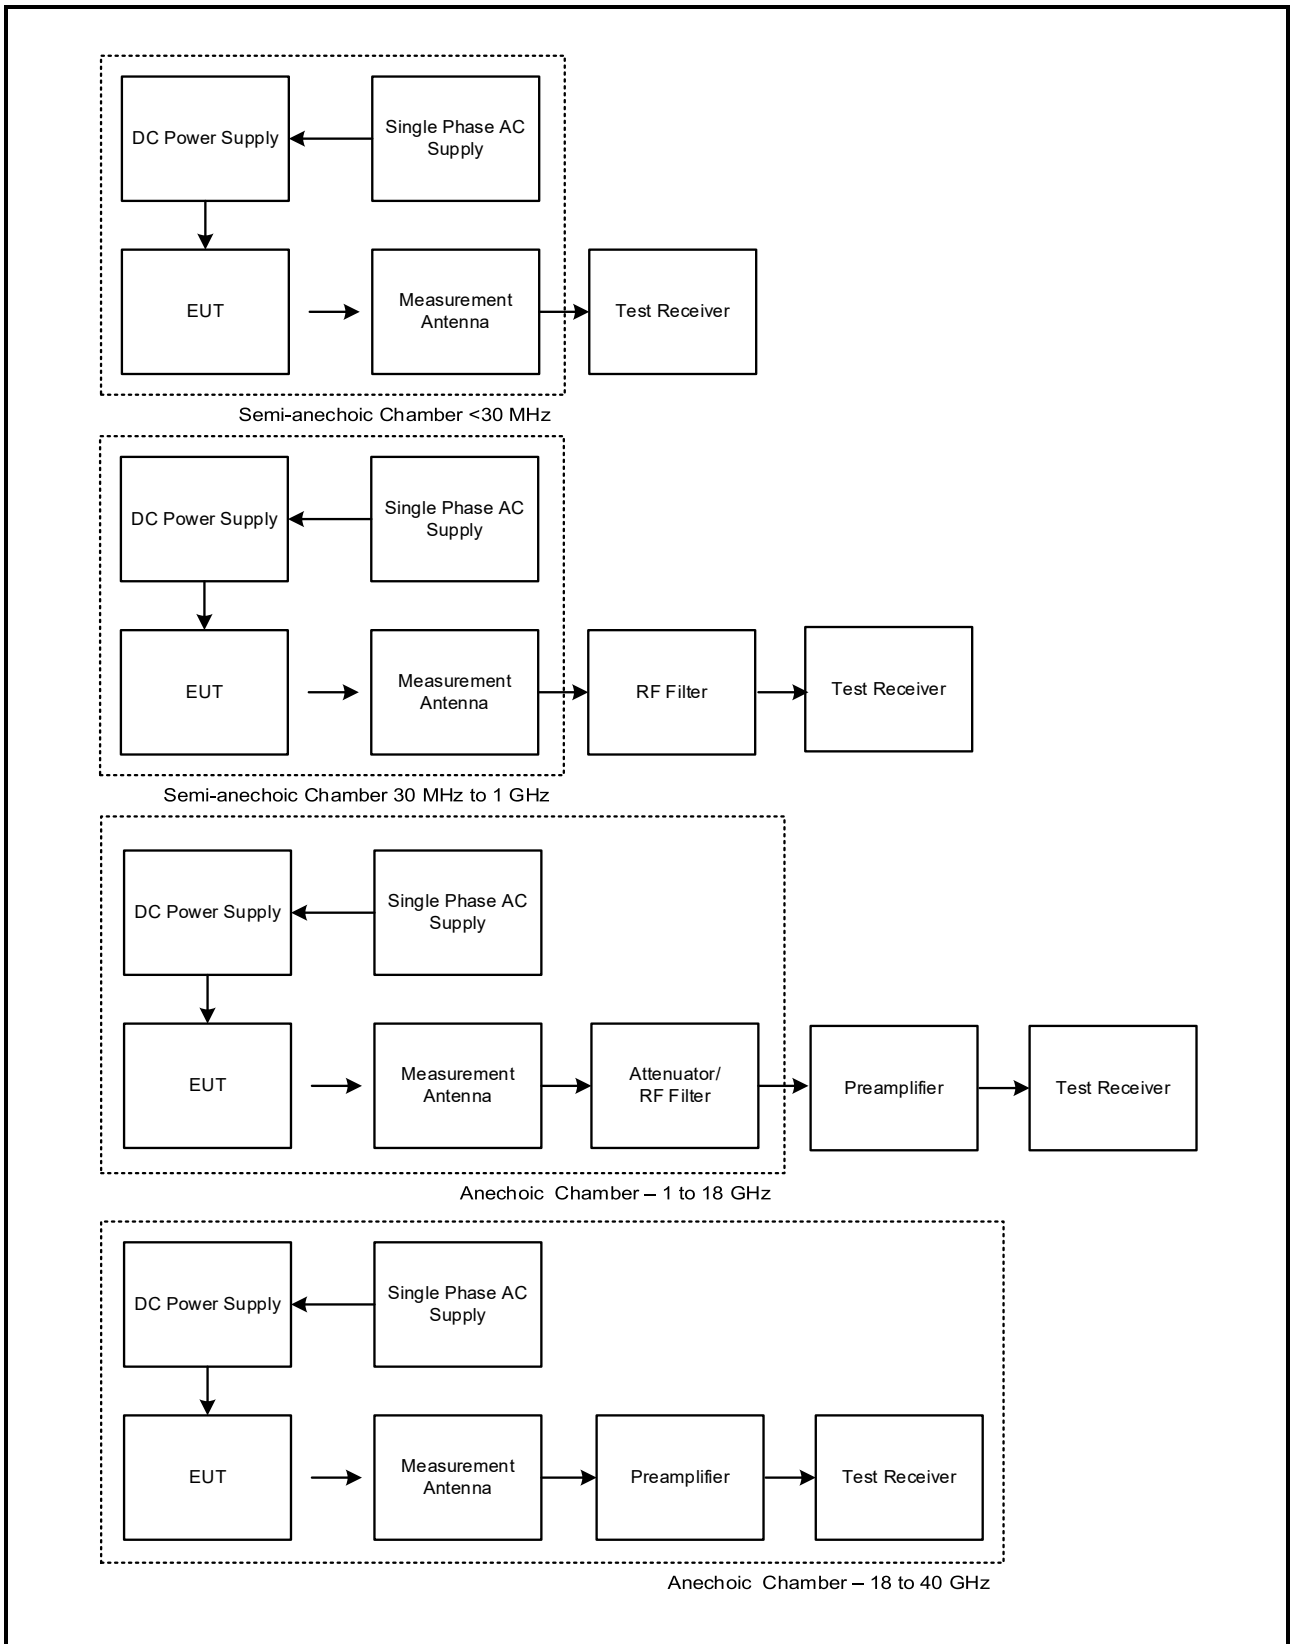 DC Power Supply
Single Phase AC
Supply
EUT
Measurement
Antenna
Test Receiver
Semi-anechoic Chamber <30 MHz
DC Power Supply
Single Phase AC
Supply
EUT
Measurement
Antenna
RF Filter
Test Receiver
Semi-anechoic Chamber 30 MHz to 1 GHz
DC Power Supply
Single Phase AC
Supply
EUT
Measurement
Antenna
Attenuator/
RF Filter
Preamplifier
Test Receiver
Anechoic Chamber – 1 to 18 GHz
DC Power Supply
Single Phase AC
Supply
EUT
Measurement
Antenna
Preamplifier
Test Receiver
Anechoic Chamber – 18 to 40 GHz